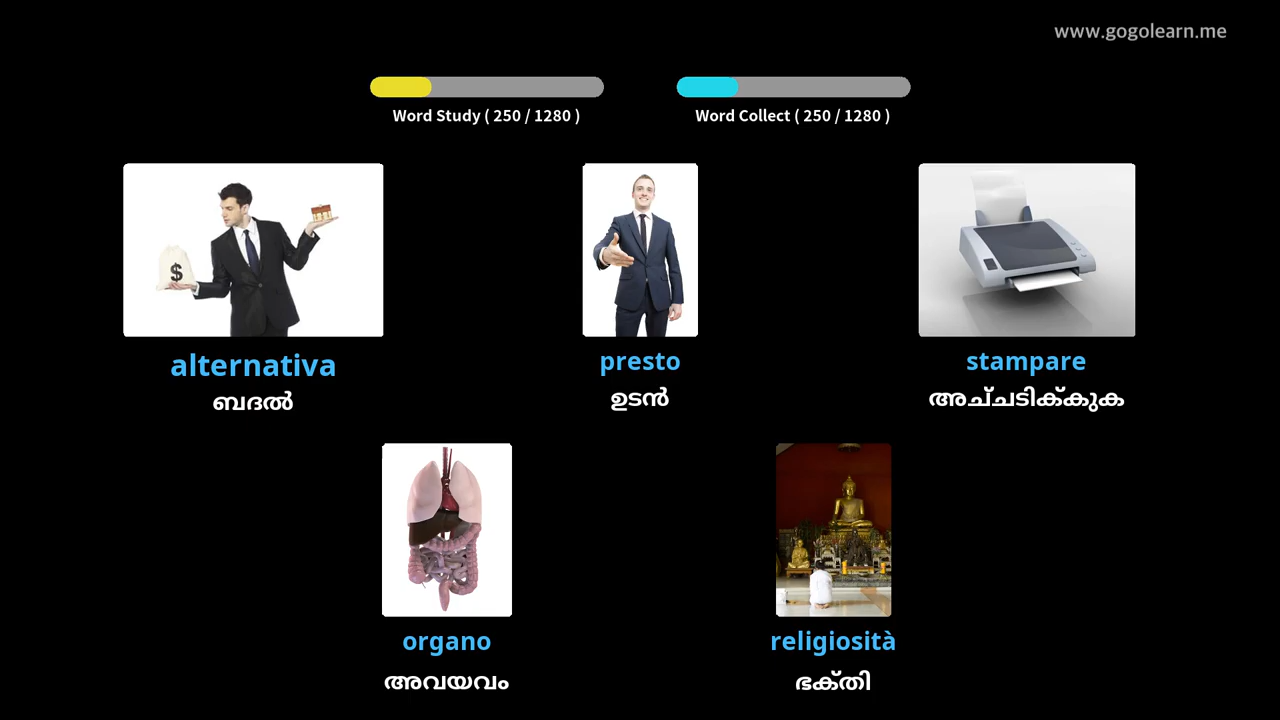 www.gogolearn.me
Word Study ( 250 / 1280 )
Word Collect ( 250 / 1280 )
$
alternativa
ബദൽ
presto
ഉടൻ
stampare
അച്ചടിക്കുക
organo
അവയവം
religiosità
ഭക്തി